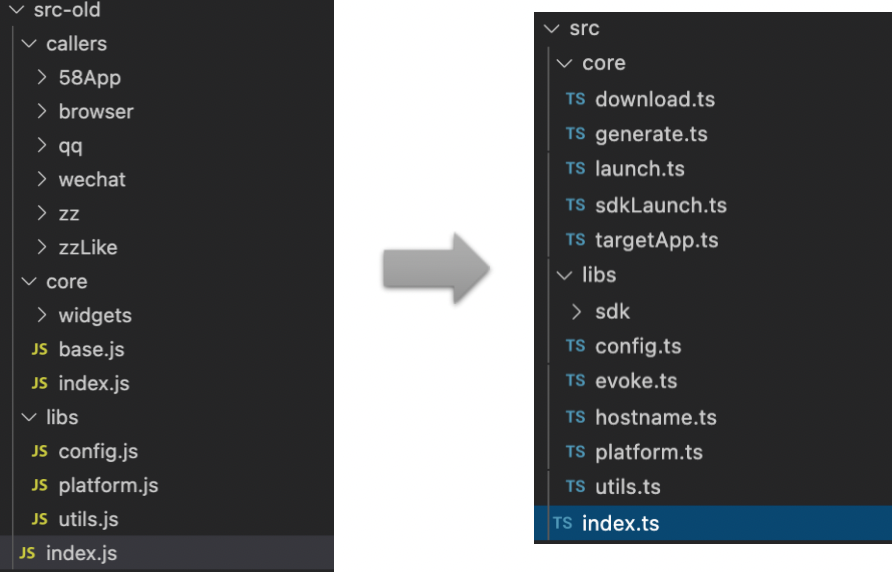 src-old
callers
58App
browser
qq
wechat
zz
zzLike
core
widgets
JS base.js
JS index.js
libs
JS config.js
JS platform.js
JS utils.js
JS index.js
src
core
TS download.ts
TS generate.ts
TS launch.ts
TS sdkLaunch.ts
TS targetApp.ts
libs
sdk
TS config.ts
TS evoke.ts
TS hostname.ts
TS platform.ts
TS utils.ts
TS index.ts